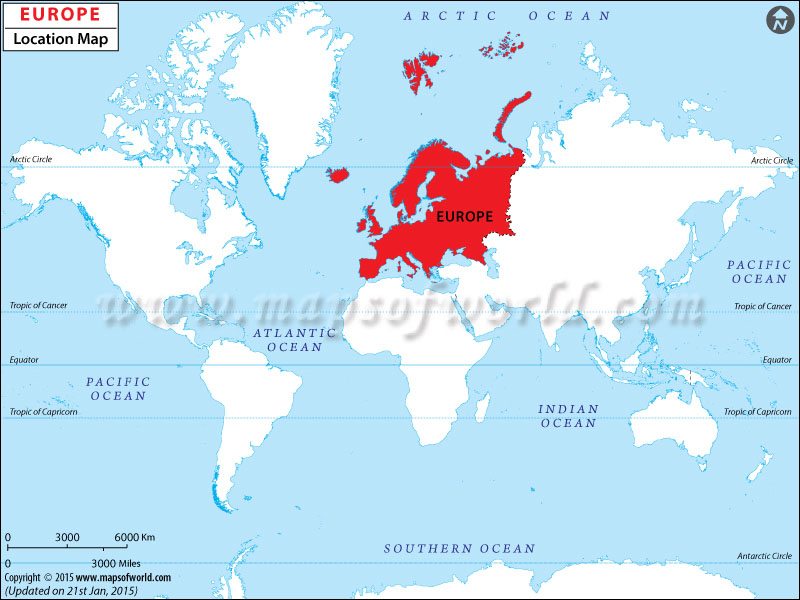 EUROPE
Location Map
ARCTIC OCEAN
N
Arctic Circle
Arctic Circle
EUROPE
PACIFIC
OCEAN
www.mapsofworld.com
Tropic of Cancer
Tropic of Cancer
ATLANTIC
OCEAN
Equator
Equator
PACIFIC
OCEAN
Tropic of Capricorn
INDIAN
OCEAN
Tropic of Capricorn
0 3000 6000 Km
SOUTHERN OCEAN
0 3000 Miles
Antarctic Circle
Copyright © 2015 www.mapsofworld.com
(Updated on 21st Jan, 2015)